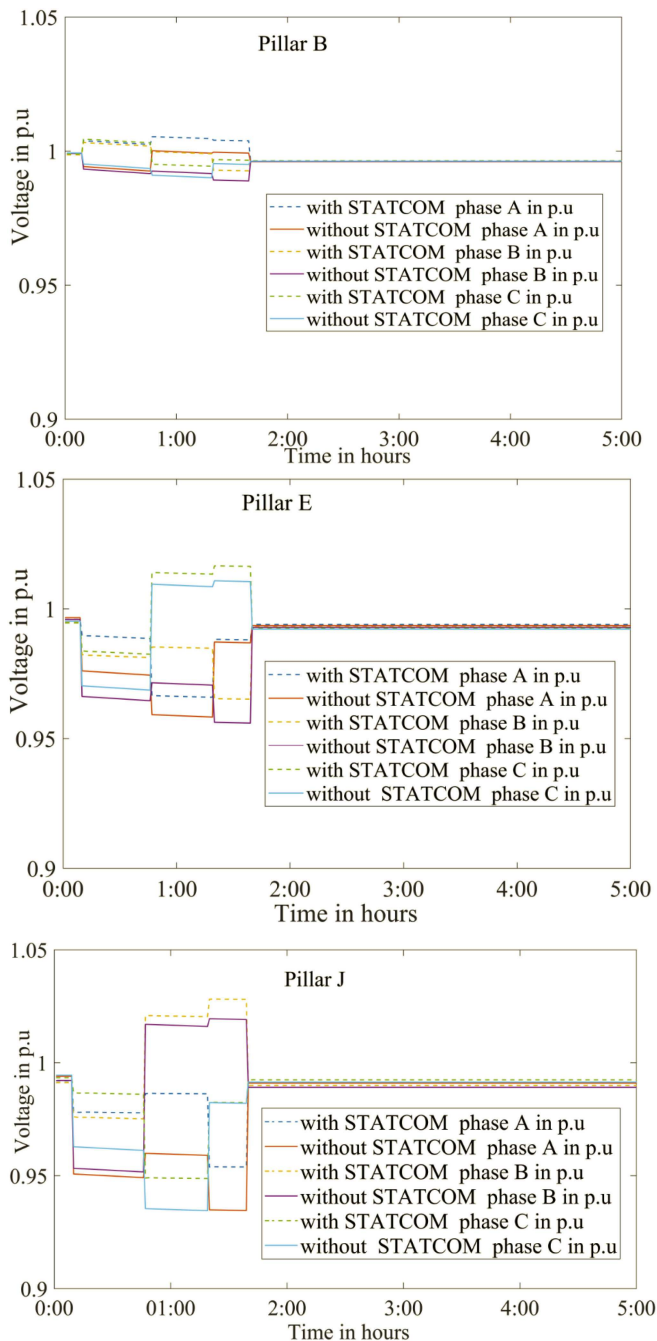 1.05
Pillar B
Voltage in p.u
1
with STATCOM phase A in p.u
without STATCOM phase A in p.u
with STATCOM phase B in p.u
without STATCOM phase B in p.u
with STATCOM phase C in p.u
without STATCOM phase C in p.u
0.95
0.9
0:00 1:00 2:00 3:00 4:00 5:00
Time in hours
1.05
Pillar E
Voltage in p.u
1
with STATCOM phase A in p.u
without STATCOM phase A in p.u
with STATCOM phase B in p.u
without STATCOM phase B in p.u
with STATCOM phase C in p.u
without STATCOM phase C in p.u
0.95
0.9
0:00 1:00 2:00 3:00 4:00 5:00
Time in hours
1.05
Pillar J
Voltage in p.u
1
with STATCOM phase A in p.u
without STATCOM phase A in p.u
with STATCOM phase B in p.u
without STATCOM phase B in p.u
with STATCOM phase C in p.u
without STATCOM phase C in p.u
0.95
0.9
0:00 01:00 2:00 3:00 4:00 5:00
Time in hours